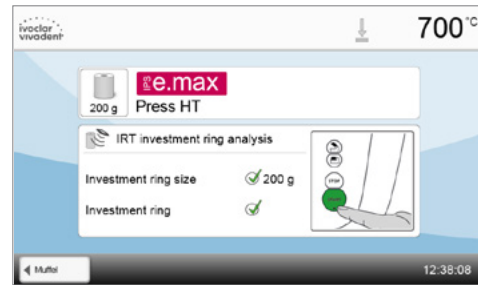 ivoclar
vivadent
700°C
IPS e.max
200 g
Press HT
IRT investment ring analysis
Investment ring size 200 g
Investment ring
STOP
Muffel
12:38:08